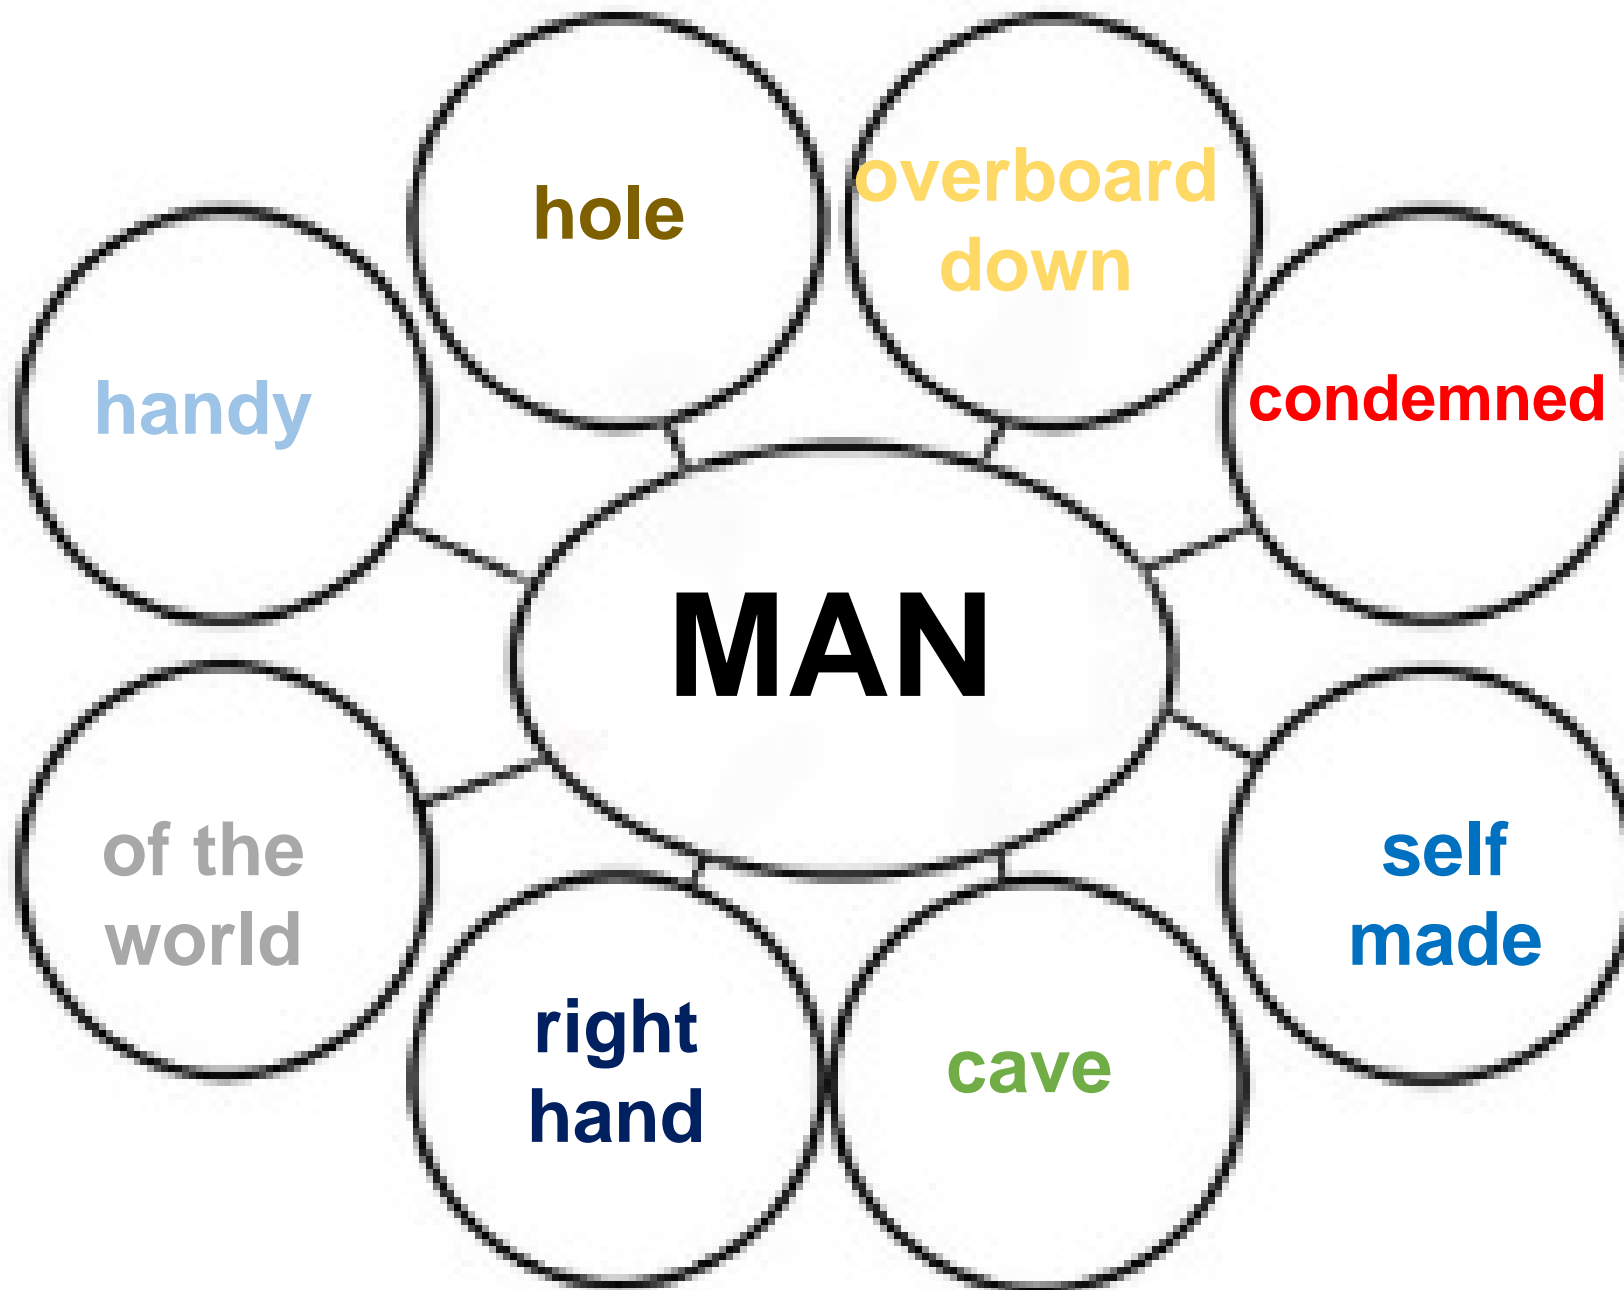 hole
overboard
down
handy
condemned
MAN
of the
world
self
made
right
hand
cave